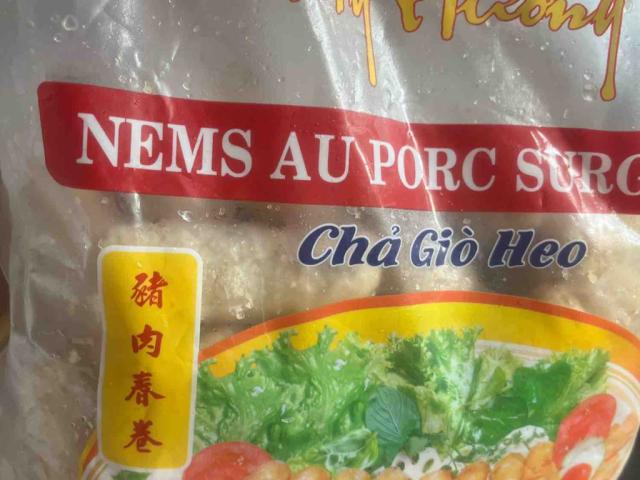 NEMS AU PORC SURG
Chả Giò Heo
豬肉春卷